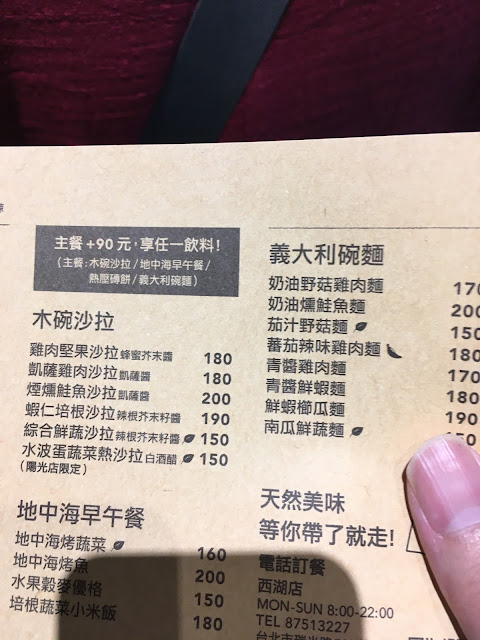 主餐+90元，享任一飲料！
(主餐：木碗沙拉/地中海早午餐/
熱壓磚餅/義大利碗麵)
木碗沙拉
雞肉堅果沙拉 蜂蜜芥末醬 180
凱薩雞肉沙拉 凱薩醬 180
煙燻鮭魚沙拉 凱薩醬 200
蝦仁培根沙拉 辣根芥末籽醬 190
綜合鮮蔬沙拉 辣根芥末籽醬 150
水波蛋蔬菜熱沙拉 白酒醋 150
(陽光店限定)
地中海早午餐
地中海烤蔬菜 160
地中海烤魚 200
水果穀麥優格 150
培根蔬菜小米飯 180
義大利碗麵
奶油野菇雞肉麵 170
奶油燻鮭魚麵 200
茄汁野菇麵 150
蕃茄辣味雞肉麵 180
青醬雞肉麵 170
青醬鮮蝦麵 180
鮮蝦櫛瓜麵 190
南瓜鮮蔬麵
天然美味
等你帶了就走!
電話訂餐
西湖店
MON-SUN 8:00-22:00
TEL 87513227